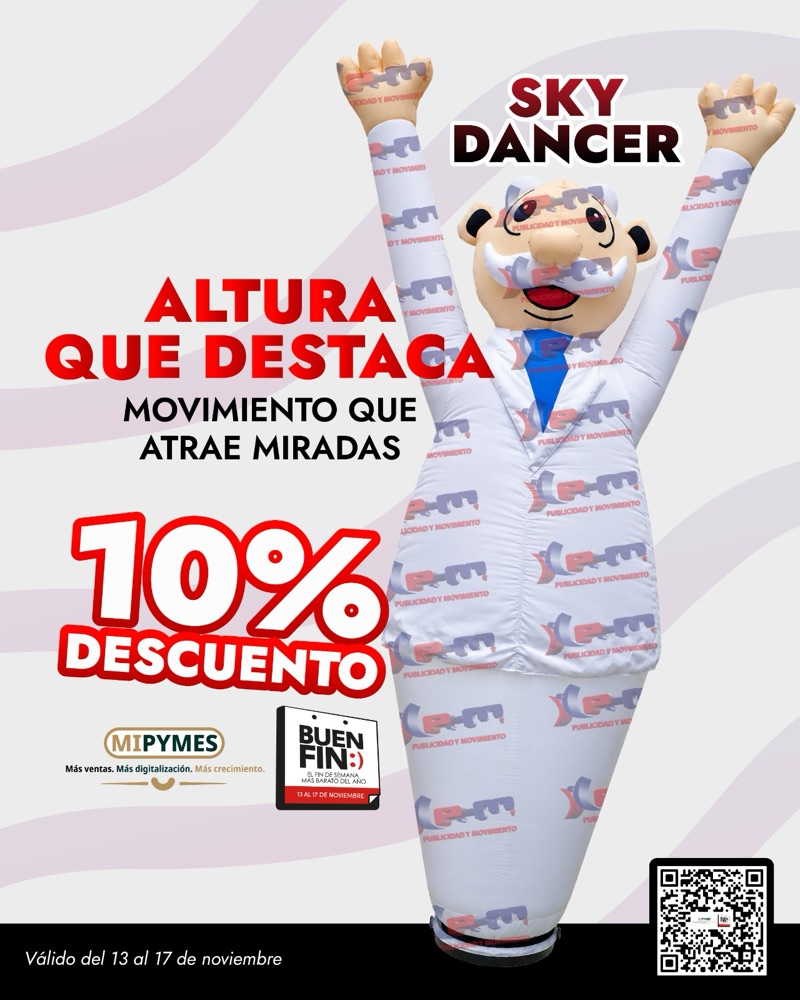 SKY
DANCER
ALTURA
QUE DESTACA
MOVIMIENTO QUE
ATRAE MIRADAS
10%
DESCUENTO
MIPYMES
Más ventas. Más digitalización. Más crecimiento.
BUEN
FIN:)
EL FIN DE SEMANA
MÁS BARATO DEL AÑO
13 AL 17 DE NOVIEMBRE
PUBLICIDAD Y MOVIMIENTO
Válido del 13 al 17 de noviembre